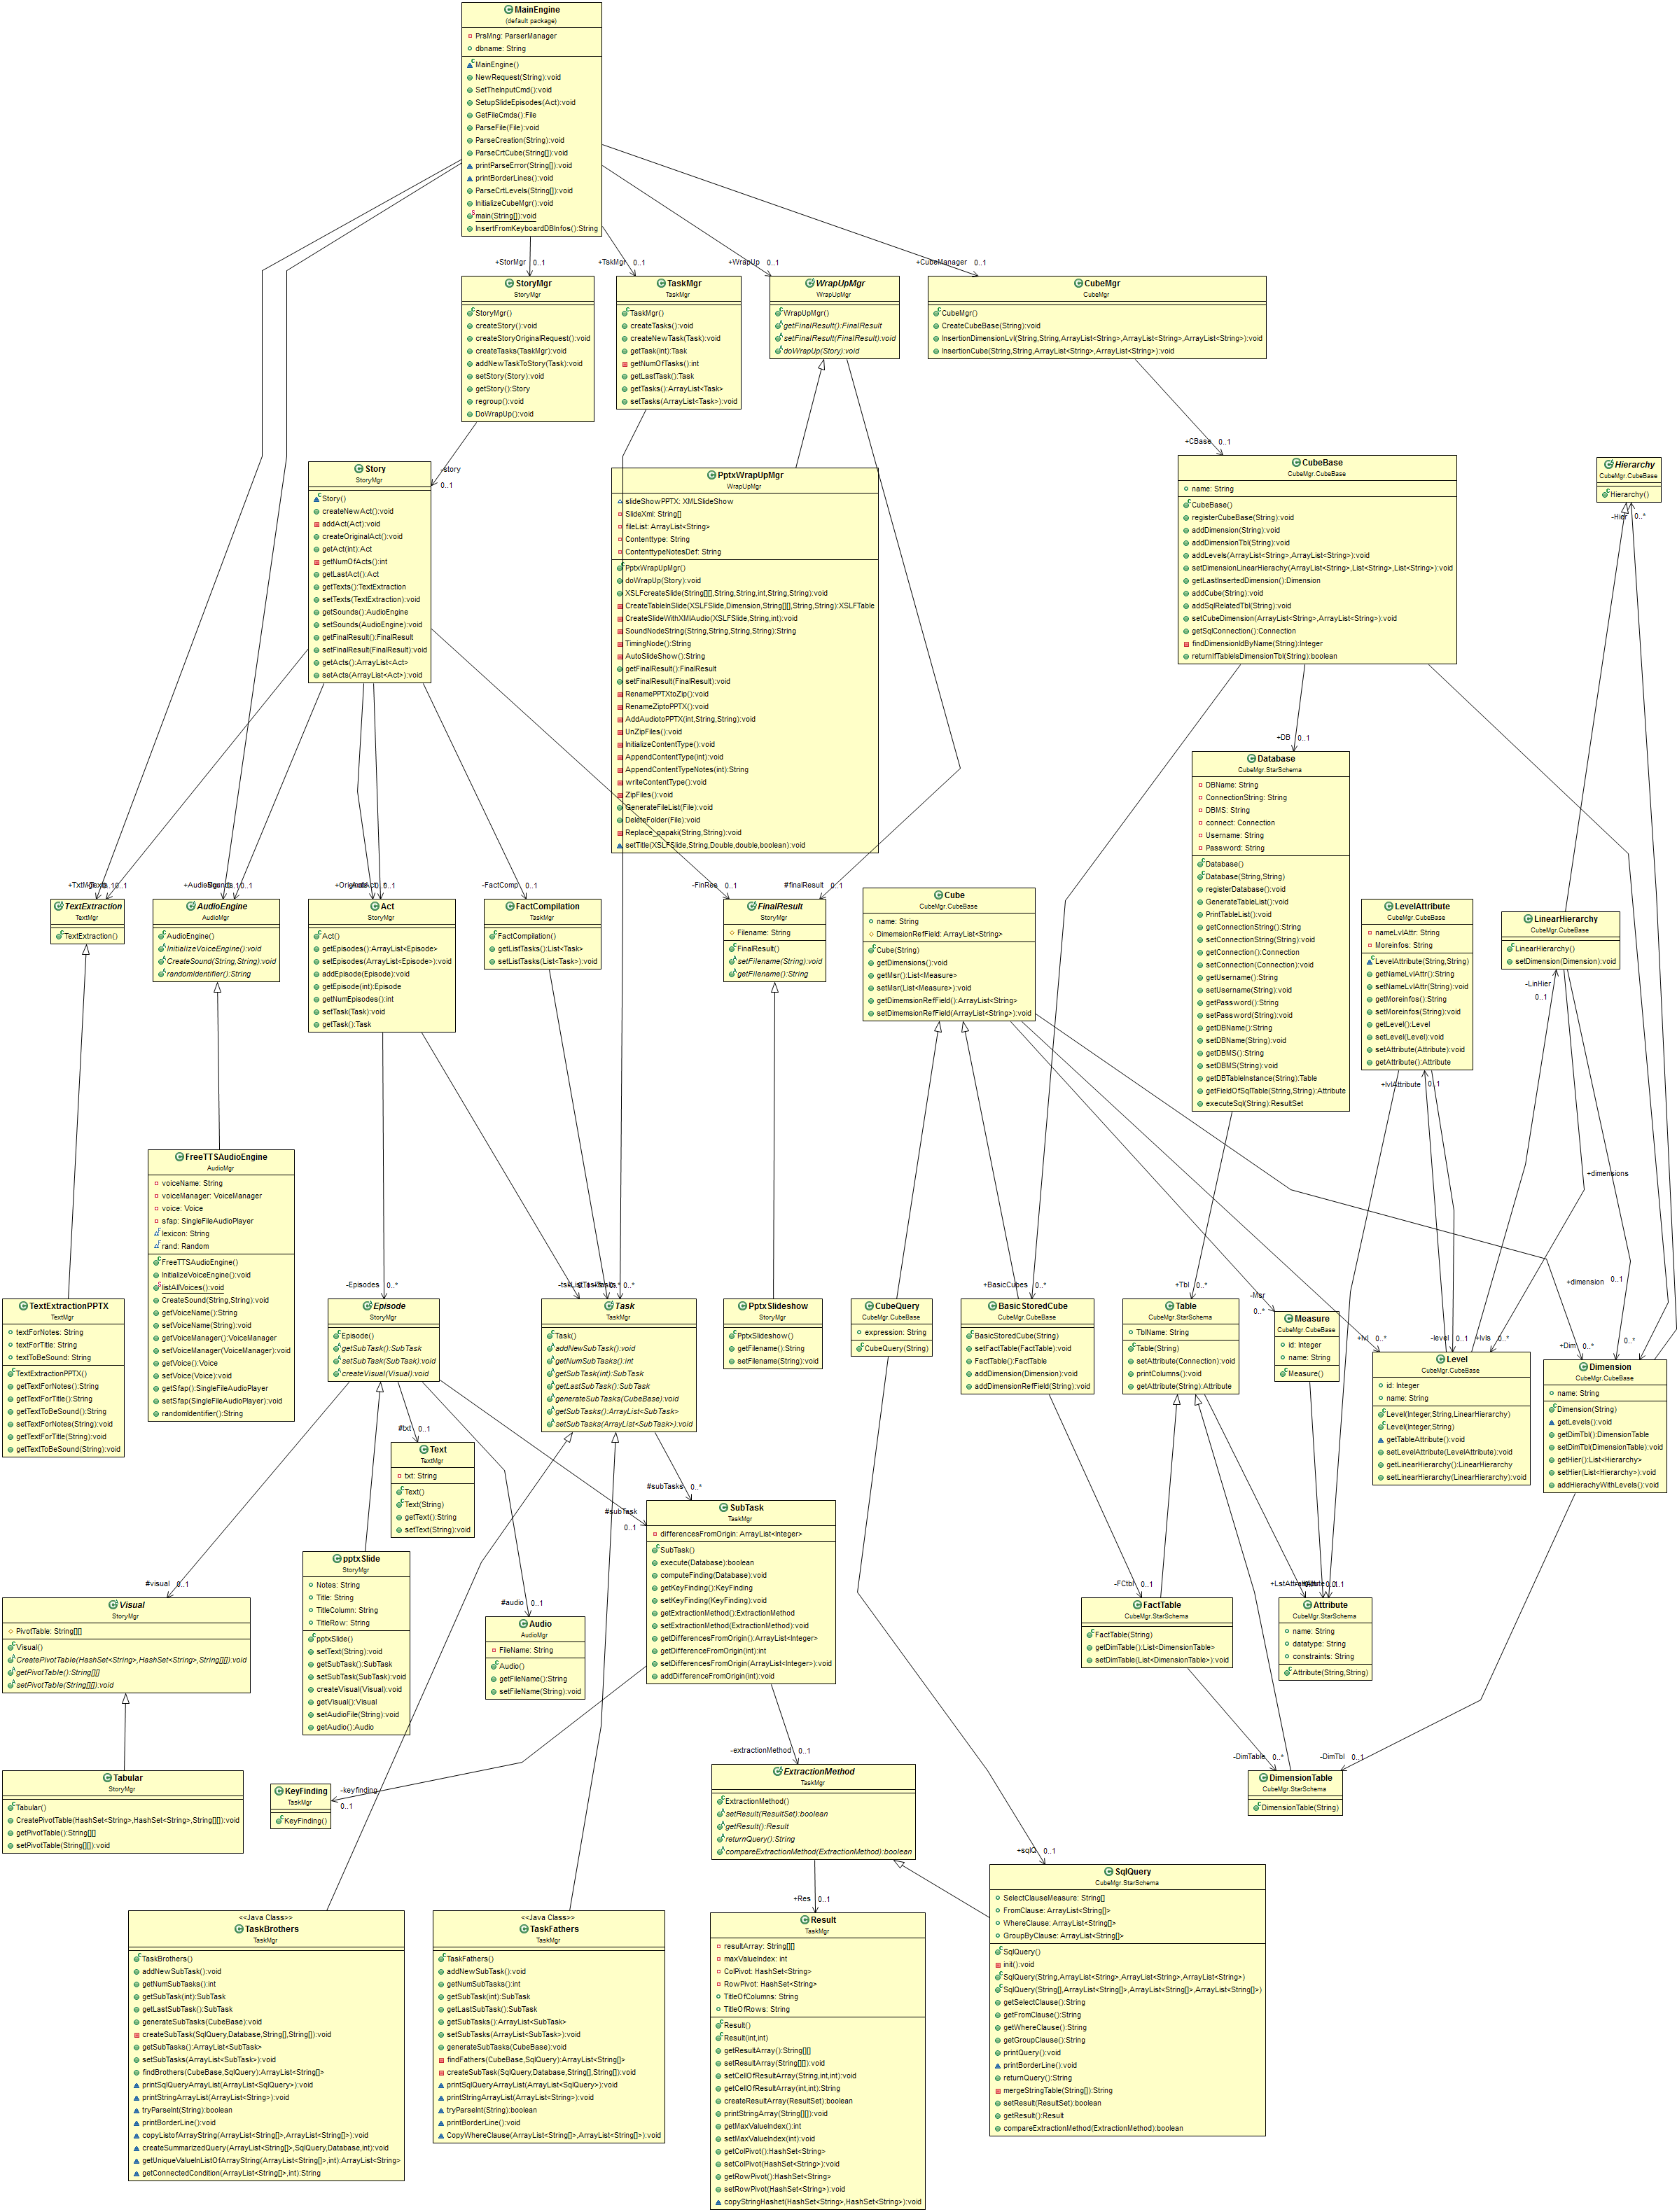 MainEngine
(default package)
PrsMng: ParserManager
dbname: String
MainEngine()
NewRequest(String):void
SetTheInputCmd():void
SetupSlideEpisodes(Act):void
GetFileCmds():File
ParseFile(File):void
ParseCreation(String):void
ParseCrtCube(String[]):void
printParseError(String[]):void
printBorderLines():void
ParseCrtLevels(String[]):void
InitializeCubeMgr():void
main(String[]):void
InsertFromKeyboardDBInfos():String
+StorMgr 0..1
+TskMgr 0..1
+WrapUp 0..1
+CubeManager 0..1
StoryMgr
StoryMgr
StoryMgr()
createStory():void
createStoryOriginalRequest():void
createTasks(TaskMgr):void
addNewTaskToStory(Task):void
setStory(Story):void
getStory():Story
regroup():void
DoWrapUp():void
TaskMgr
TaskMgr
TaskMgr()
createTasks():void
createNewTask(Task):void
getTask(int):Task
getNumOfTasks():int
getLastTask():Task
getTasks():ArrayList<Task>
setTasks(ArrayList<Task>):void
WrapUpMgr
WrapUpMgr
WrapUpMgr()
getFinalResult():FinalResult
setFinalResult(FinalResult):void
doWrapUp(Story):void
CubeMgr
CubeMgr
CubeMgr()
CreateCubeBase(String):void
InsertionDimensionLvl(String,String,ArrayList<String>,ArrayList<String>,ArrayList<String>):void
InsertionCube(String,String,ArrayList<String>,ArrayList<String>):void
-story
0..1
+CBase 0..1
Story
StoryMgr
Story()
createNewAct():void
addAct(Act):void
createOriginalAct():void
getAct(int):Act
getNumOfActs():int
getLastAct():Act
getTexts():TextExtraction
setTexts(TextExtraction):void
getSounds():AudioEngine
setSounds(AudioEngine):void
getFinalResult():FinalResult
setFinalResult(FinalResult):void
getActs():ArrayList<Act>
setActs(ArrayList<Act>):void
PptxWrapUpMgr
WrapUpMgr
slideShowPPTX: XMLSlideShow
SlideXml: String[]
fileList: ArrayList<String>
Contenttype: String
ContenttypeNotesDef: String
PptxWrapUpMgr()
doWrapUp(Story):void
XSLFcreateSlide(String[][],String,String,int,String,String):void
CreateTableInSlide(XSLFSlide,Dimension,String[][],String,String):XSLFTable
CreateSlideWithXMlAudio(XSLFSlide,String,int):void
SoundNodeString(String,String,String,String):String
TimingNode():String
AutoSlideShow():String
getFinalResult():FinalResult
setFinalResult(FinalResult):void
RenamePPTXtoZip():void
RenameZiptoPPTX():void
AddAudiotoPPTX(int,String,String):void
UnZipFiles():void
InitializeContentType():void
AppendContentType(int):void
AppendContentTypeNotes(int):String
writeContentType():void
ZipFiles():void
GenerateFileList(File):void
DeleteFolder(File):void
Replace_papaki(String,String):void
setTitle(XSLFSlide,String,Double,double,boolean):void
CubeBase
CubeMgr.CubeBase
name: String
CubeBase()
registerCubeBase(String):void
addDimension(String):void
addDimensionTbl(String):void
addLevels(ArrayList<String>,ArrayList<String>):void
setDimensionLinearHierachy(ArrayList<String>,List<String>,List<String>):void
getLastInsertedDimension():Dimension
addCube(String):void
addSqlRelatedTbl(String):void
setCubeDimension(ArrayList<String>,ArrayList<String>):void
getSqlConnection():Connection
findDimensionIdByName(String):Integer
returnIfTableIsDimensionTbl(String):boolean
Hierarchy
CubeMgr.CubeBase
Hierarchy()
-Hier 0..*
+DB 0..1
Database
CubeMgr.StarSchema
DBName: String
ConnectionString: String
DBMS: String
connect: Connection
Username: String
Password: String
Database()
Database(String,String)
registerDatabase():void
GenerateTableList():void
PrintTableList():void
getConnectionString():String
setConnectionString(String):void
getConnection():Connection
setConnection(Connection):void
getUsername():String
setUsername(String):void
getPassword():String
setPassword(String):void
getDBName():String
setDBName(String):void
getDBMS():String
setDBMS(String):void
getDBTableInstance(String):Table
getFieldOfSqlTable(String,String):Attribute
executeSql(String):ResultSet
-FactComp 0..1
-FinRes 0..1
#finalResult 0..1
TextExtraction
TextMgr
TextExtraction()
AudioEngine
AudioMgr
AudioEngine()
InitializeVoiceEngine():void
CreateSound(String,String):void
randomIdentifier():String
Act
StoryMgr
Act()
getEpisodes():ArrayList<Episode>
setEpisodes(ArrayList<Episode>):void
addEpisode(Episode):void
getEpisode(int):Episode
getNumEpisodes():int
setTask(Task):void
getTask():Task
FactCompilation
TaskMgr
FactCompilation()
getListTasks():List<Task>
setListTasks(List<Task>):void
FinalResult
StoryMgr
Filename: String
FinalResult()
setFilename(String):void
getFilename():String
Cube
CubeMgr.CubeBase
name: String
DimemsionRefField: ArrayList<String>
Cube(String)
getDimensions():void
getMsr():List<Measure>
setMsr(List<Measure>):void
getDimemsionRefField():ArrayList<String>
setDimemsionRefField(ArrayList<String>):void
LevelAttribute
CubeMgr.CubeBase
nameLvlAttr: String
Moreinfos: String
LevelAttribute(String,String)
getNameLvlAttr():String
setNameLvlAttr(String):void
getMoreinfos():String
setMoreinfos(String):void
getLevel():Level
setLevel(Level):void
setAttribute(Attribute):void
getAttribute():Attribute
LinearHierarchy
CubeMgr.CubeBase
LinearHierarchy()
setDimension(Dimension):void
-LinHier
0..1
+lvlAttribute 0..1
+dimensions
0..1
FreeTTSAudioEngine
AudioMgr
voiceName: String
voiceManager: VoiceManager
voice: Voice
sfap: SingleFileAudioPlayer
lexicon: String
rand: Random
FreeTTSAudioEngine()
InitializeVoiceEngine():void
listAllVoices():void
CreateSound(String,String):void
getVoiceName():String
setVoiceName(String):void
getVoiceManager():VoiceManager
setVoiceManager(VoiceManager):void
getVoice():Voice
setVoice(Voice):void
getSfap():SingleFileAudioPlayer
setSfap(SingleFileAudioPlayer):void
randomIdentifier():String
-Episodes 0..*
+BasicCubes 0..*
+Tbl 0..*
-Msr
0..*
+dimension
TextExtractionPPTX
TextMgr
textForNotes: String
textForTitle: String
textToBeSound: String
TextExtractionPPTX()
getTextForNotes():String
getTextForTitle():String
getTextToBeSound():String
setTextForNotes(String):void
getTextForTitle(String):void
getTextToBeSound(String):void
Episode
StoryMgr
Episode()
getSubTask():SubTask
setSubTask(SubTask):void
createVisual(Visual):void
Task
TaskMgr
Task()
addNewSubTask():void
getNumSubTasks():int
getSubTask(int):SubTask
getLastSubTask():SubTask
generateSubTasks(CubeBase):void
getSubTasks():ArrayList<SubTask>
setSubTasks(ArrayList<SubTask>):void
PptxSlideshow
StoryMgr
PptxSlideshow()
getFilename():String
setFilename(String):void
CubeQuery
CubeMgr.CubeBase
expression: String
CubeQuery(String)
BasicStoredCube
CubeMgr.CubeBase
BasicStoredCube(String)
setFactTable(FactTable):void
FactTable():FactTable
addDimension(Dimension):void
addDimensionRefField(String):void
Table
CubeMgr.StarSchema
TblName: String
Table(String)
setAttribute(Connection):void
printColumns():void
getAttribute(String):Attribute
Measure
CubeMgr.CubeBase
id: Integer
name: String
Measure()
+lvl 0..*
-level 0..1
+lvls 0..*
+Dim 0..*
0..*
Level
CubeMgr.CubeBase
id: Integer
name: String
Level(Integer,String,LinearHierarchy)
Level(Integer,String)
getTableAttribute():void
setLevelAttribute(LevelAttribute):void
getLinearHierarchy():LinearHierarchy
setLinearHierarchy(LinearHierarchy):void
Dimension
CubeMgr.CubeBase
name: String
Dimension(String)
getLevels():void
getDimTbl():DimensionTable
setDimTbl(DimensionTable):void
getHier():List<Hierarchy>
setHier(List<Hierarchy>):void
addHierachyWithLevels():void
#txt 0..1
Text
TextMgr
txt: String
Text()
Text(String)
getText():String
setText(String):void
#subTasks 0..*
#subTask
0..1
SubTask
TaskMgr
differencesFromOrigin: ArrayList<Integer>
SubTask()
execute(Database):boolean
computeFinding(Database):void
getKeyFinding():KeyFinding
setKeyFinding(KeyFinding):void
getExtractionMethod():ExtractionMethod
setExtractionMethod(ExtractionMethod):void
getDifferencesFromOrigin():ArrayList<Integer>
getDifferenceFromOrigin(int):int
setDifferencesFromOrigin(ArrayList<Integer>):void
addDifferenceFromOrigin(int):void
pptxSlide
StoryMgr
Notes: String
Title: String
TitleColumn: String
TitleRow: String
pptxSlide()
setText(String):void
getSubTask():SubTask
setSubTask(SubTask):void
createVisual(Visual):void
getVisual():Visual
setAudioFile(String):void
getAudio():Audio
#visual 0..1
#audio 0..1
-FCtbl 0..1
Visual
StoryMgr
PivotTable: String[][]
Visual()
CreatePivotTable(HashSet<String>,HashSet<String>,String[][]):void
getPivotTable():String[][]
setPivotTable(String[][]):void
Audio
AudioMgr
FileName: String
Audio()
getFileName():String
setFileName(String):void
FactTable
CubeMgr.StarSchema
FactTable(String)
getDimTable():List<DimensionTable>
setDimTable(List<DimensionTable>):void
Attribute
CubeMgr.StarSchema
name: String
datatype: String
constraints: String
Attribute(String,String)
-extractionMethod 0..1
-DimTable 0..*
-DimTbl 0..1
Tabular
StoryMgr
Tabular()
CreatePivotTable(HashSet<String>,HashSet<String>,String[][]):void
getPivotTable():String[][]
setPivotTable(String[][]):void
KeyFinding
TaskMgr
KeyFinding()
-keyfinding
0..1
ExtractionMethod
TaskMgr
ExtractionMethod()
setResult(ResultSet):boolean
getResult():Result
returnQuery():String
compareExtractionMethod(ExtractionMethod):boolean
DimensionTable
CubeMgr.StarSchema
DimensionTable(String)
+Res 0..1
+sqlQ 0..1
SqlQuery
CubeMgr.StarSchema
SelectClauseMeasure: String[]
FromClause: ArrayList<String[]>
WhereClause: ArrayList<String[]>
GroupByClause: ArrayList<String[]>
SqlQuery()
init():void
SqlQuery(String,ArrayList<String>,ArrayList<String>,ArrayList<String>)
SqlQuery(String[],ArrayList<String[]>,ArrayList<String[]>,ArrayList<String[]>)
getSelectClause():String
getFromClause():String
getWhereClause():String
getGroupClause():String
printQuery():void
printBorderLine():void
returnQuery():String
mergeStringTable(String[]):String
setResult(ResultSet):boolean
getResult():Result
compareExtractionMethod(ExtractionMethod):boolean
<<Java Class>>
TaskBrothers
TaskMgr
TaskBrothers()
addNewSubTask():void
getNumSubTasks():int
getSubTask(int):SubTask
getLastSubTask():SubTask
generateSubTasks(CubeBase):void
createSubTask(SqlQuery,Database,String[],String[]):void
getSubTasks():ArrayList<SubTask>
setSubTasks(ArrayList<SubTask>):void
findBrothers(CubeBase,SqlQuery):ArrayList<String[]>
printSqlQueryArrayList(ArrayList<SqlQuery>):void
printStringArrayList(ArrayList<String>):void
tryParseInt(String):boolean
printBorderLine():void
copyListofArrayString(ArrayList<String[]>,ArrayList<String[]>):void
createSummarizedQuery(ArrayList<String[]>,SqlQuery,Database,int):void
getUniqueValueInListOfArrayString(ArrayList<String[]>,int):ArrayList<String>
getConnectedCondition(ArrayList<String[]>,int):String
<<Java Class>>
TaskFathers
TaskMgr
TaskFathers()
addNewSubTask():void
getNumSubTasks():int
getSubTask(int):SubTask
getLastSubTask():SubTask
getSubTasks():ArrayList<SubTask>
setSubTasks(ArrayList<SubTask>):void
generateSubTasks(CubeBase):void
findFathers(CubeBase,SqlQuery):ArrayList<String[]>
createSubTask(SqlQuery,Database,String[],String[]):void
printSqlQueryArrayList(ArrayList<SqlQuery>):void
printStringArrayList(ArrayList<String>):void
tryParseInt(String):boolean
printBorderLine():void
CopyWhereClause(ArrayList<String[]>,ArrayList<String[]>):void
Result
TaskMgr
resultArray: String[][]
maxValueIndex: int
ColPivot: HashSet<String>
RowPivot: HashSet<String>
TitleOfColumns: String
TitleOfRows: String
Result()
Result(int,int)
getResultArray():String[][]
setResultArray(String[][]):void
setCellOfResultArray(String,int,int):void
getCellOfResultArray(int,int):String
createResultArray(ResultSet):boolean
printStringArray(String[][]):void
getMaxValueIndex():int
setMaxValueIndex(int):void
getColPivot():HashSet<String>
setColPivot(HashSet<String>):void
getRowPivot():HashSet<String>
setRowPivot(HashSet<String>):void
copyStringHashet(HashSet<String>,HashSet<String>):void